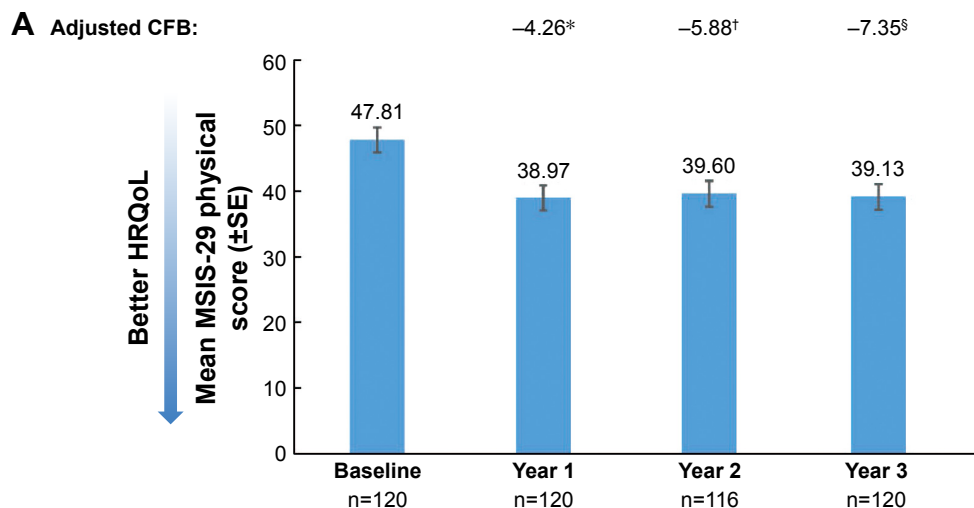 A Adjusted CFB: –4.26* –5.88† –7.35§
Better HRQoL
Mean MSIS-29 physical
score (±SE)
60
50
40
30
20
10
0
47.81
38.97
39.60
39.13
Baseline Year 1 Year 2 Year 3
n=120 n=120 n=116 n=120